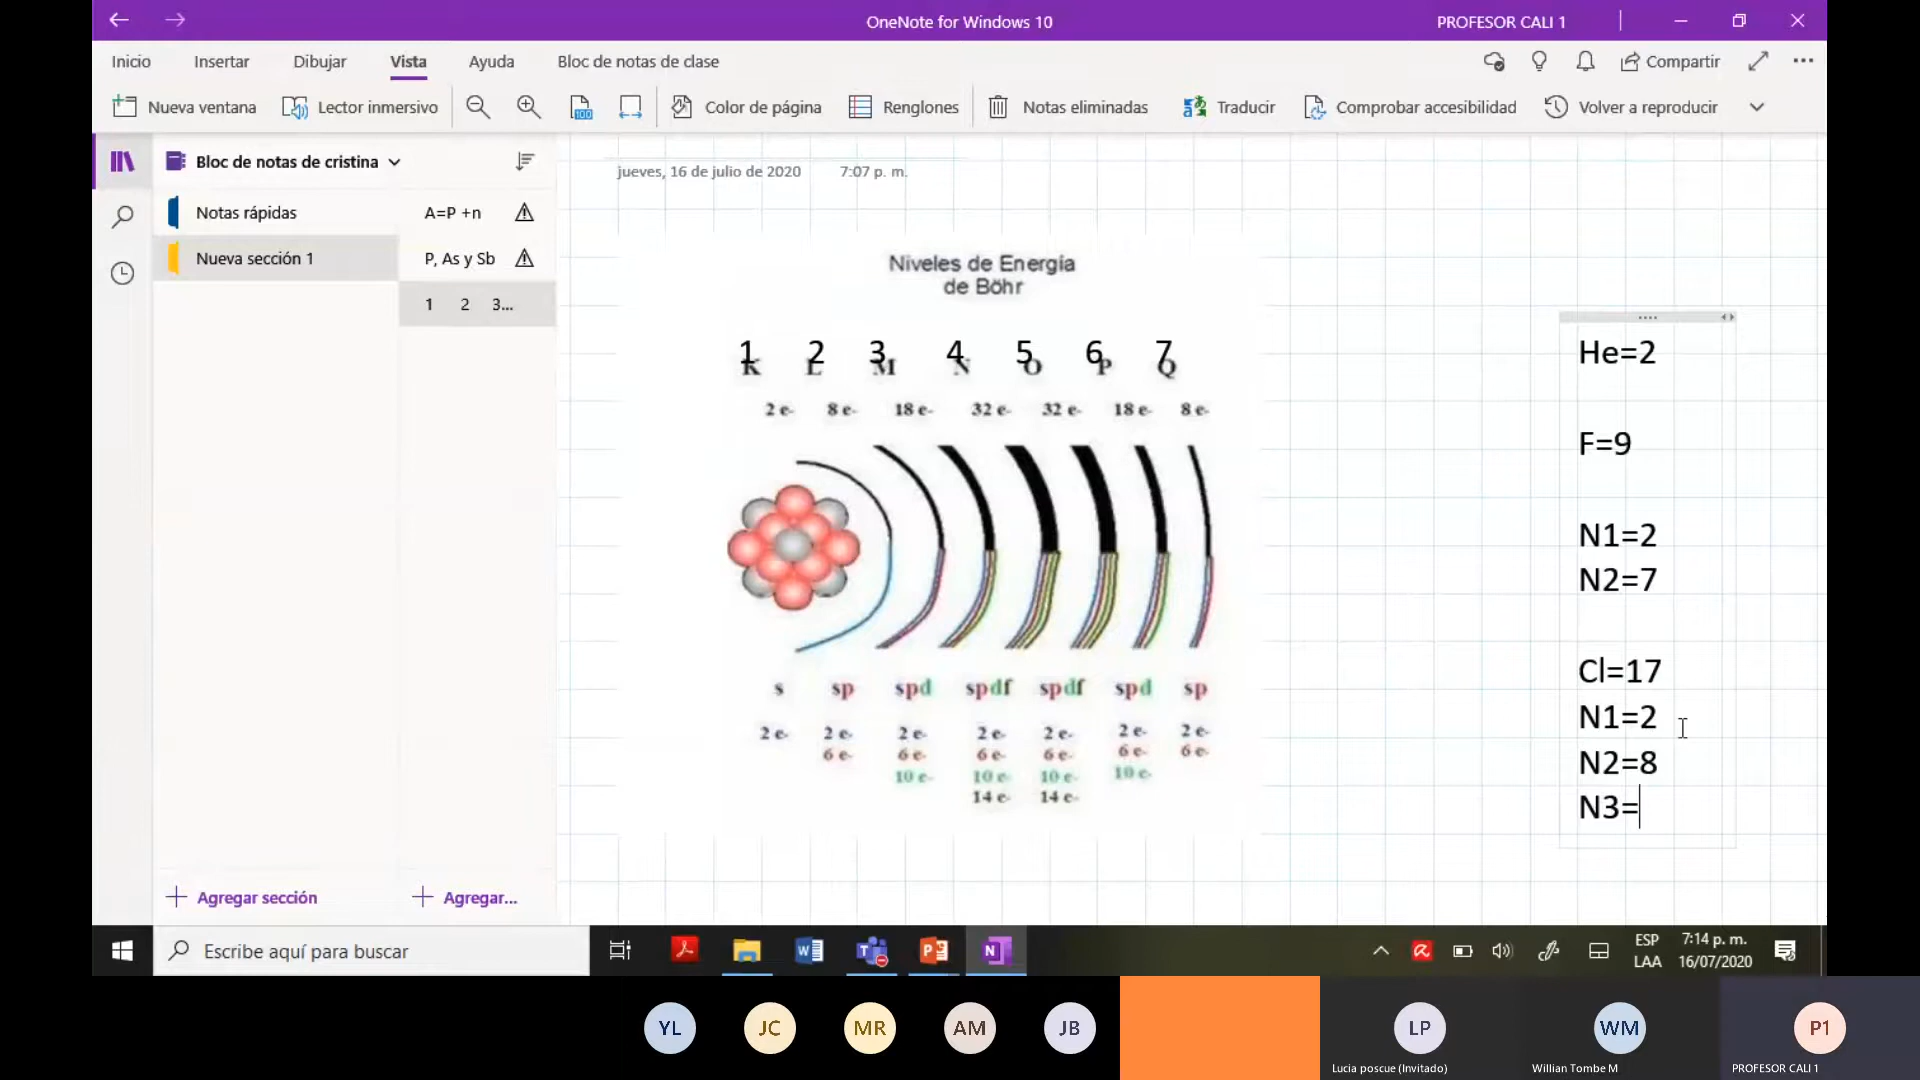 OneNote for Windows 10
PROFESOR CALI 1
Inicio
Insertar
Dibujar
Vista
Ayuda
Bloc de notas de clase
Compartir
Nueva ventana
Lector inmersivo
100
Color de página
Renglones
Notas eliminadas
Traducir
Comprobar accesibilidad
Volver a reproducir
Bloc de notas de cristina
Notas rápidas
Nueva sección 1
A=P +n
P, As y Sb
1 2 3...
Agregar sección
Agregar...
jueves, 16 de julio de 2020 7:07 p. m.
Niveles de Energía
de Böhr
1 2 3 4 5 6 7
K L M N O P Q
2 e- 8 e- 18 e- 32 e- 32 e- 18 e- 8 e-
s sp spd spdf spdf spd sp
2 e- 2 e- 2 e- 2 e- 2 e- 2 e- 2 e-
6 e- 6 e- 6 e- 6 e- 6 e- 6 e-
10 e- 10 e- 10 e- 10 e-
14 e- 14 e-
He=2
F=9
N1=2
N2=7
Cl=17
N1=2
N2=8
N3=
Escribe aquí para buscar
ESP
LAA
7:14 p. m.
16/07/2020
YL
JC
MR
AM
JB
LP
Lucia poscue (Invitado)
WM
Willian Tombe M
P1
PROFESOR CALI 1